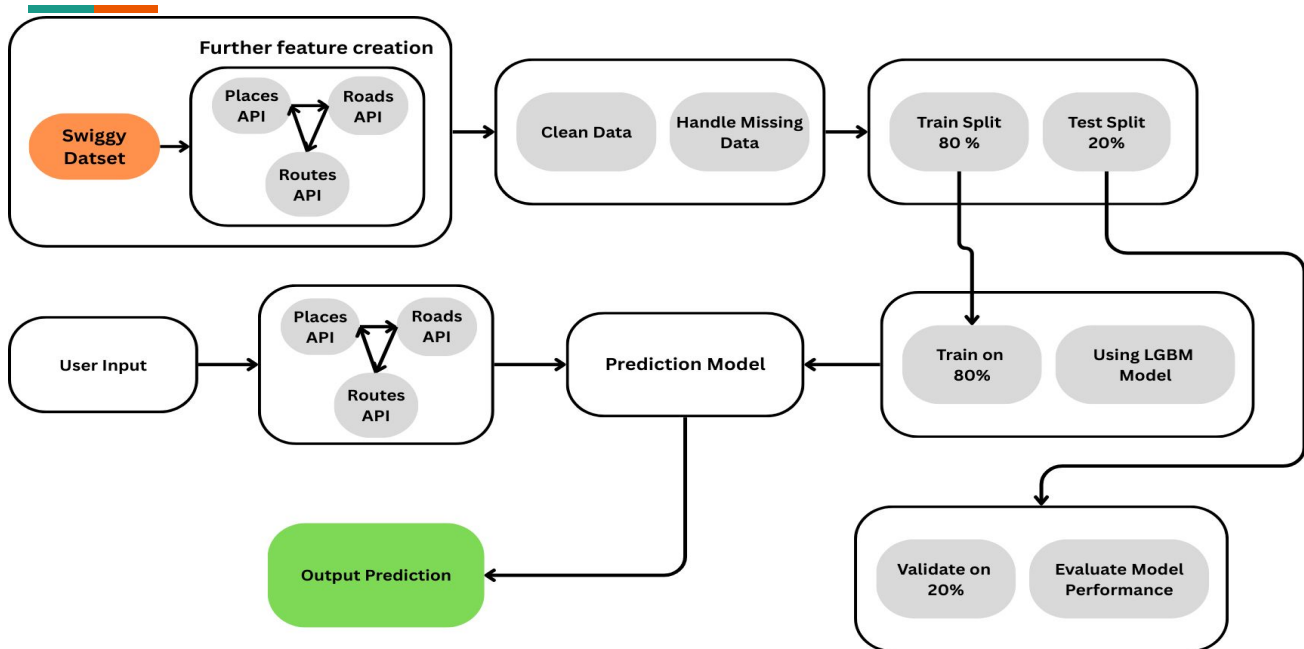 Further feature creation
Swiggy
Datset
Places
API
Roads
API
Routes
API
Clean Data
Handle Missing
Data
Train Split
80 %
Test Split
20%
User Input
Places
API
Roads
API
Routes
API
Prediction Model
Train on
80%
Using LGBM
Model
Output Prediction
Validate on
20%
Evaluate Model
Performance